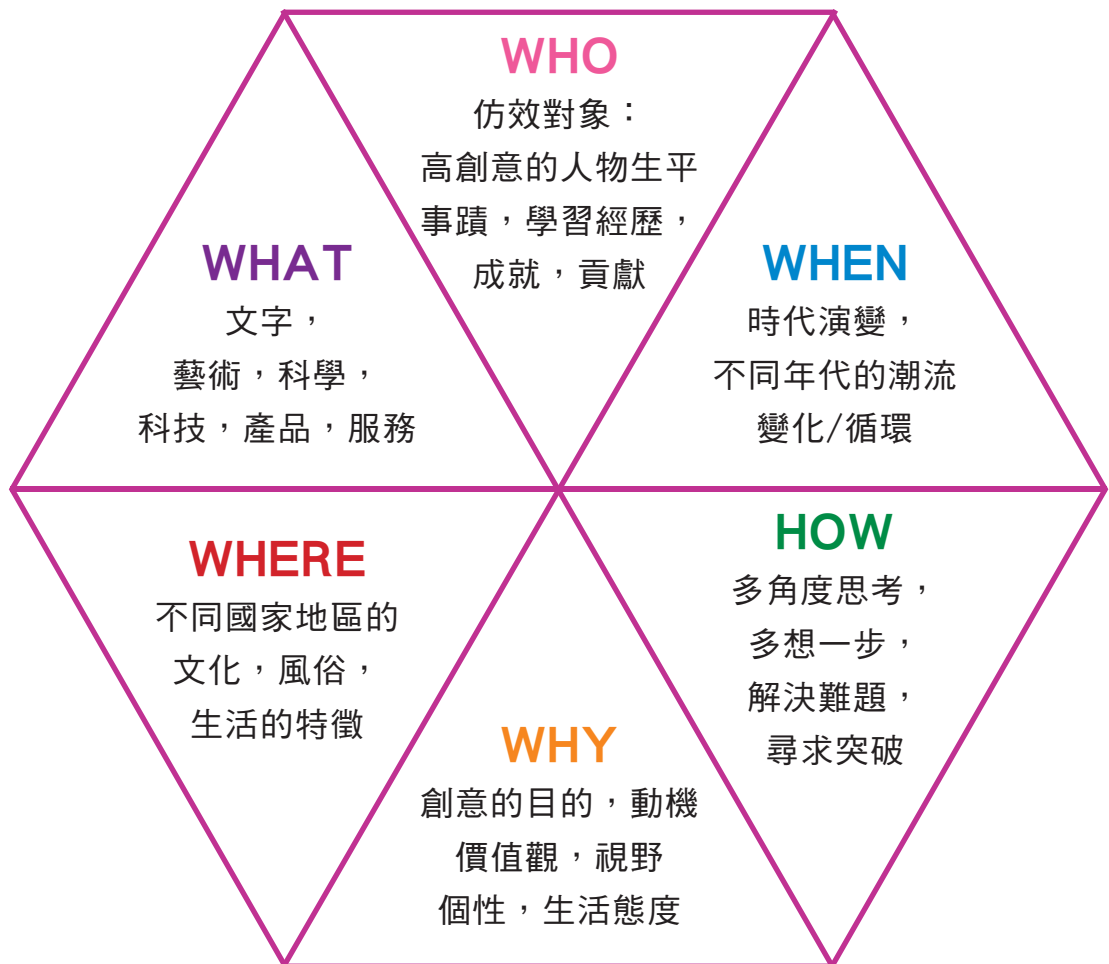 WHO
仿效對象：
高創意的人物生平
事蹟，學習經歷，
成就，貢獻
WHAT
文字，
藝術，科學，
科技，產品，服務
WHEN
時代演變，
不同年代的潮流
變化/循環
WHERE
不同國家地區的
文化，風俗，
生活的特徵
HOW
多角度思考，
多想一步，
解決難題，
尋求突破
WHY
創意的目的，動機
價值觀，視野
個性，生活態度